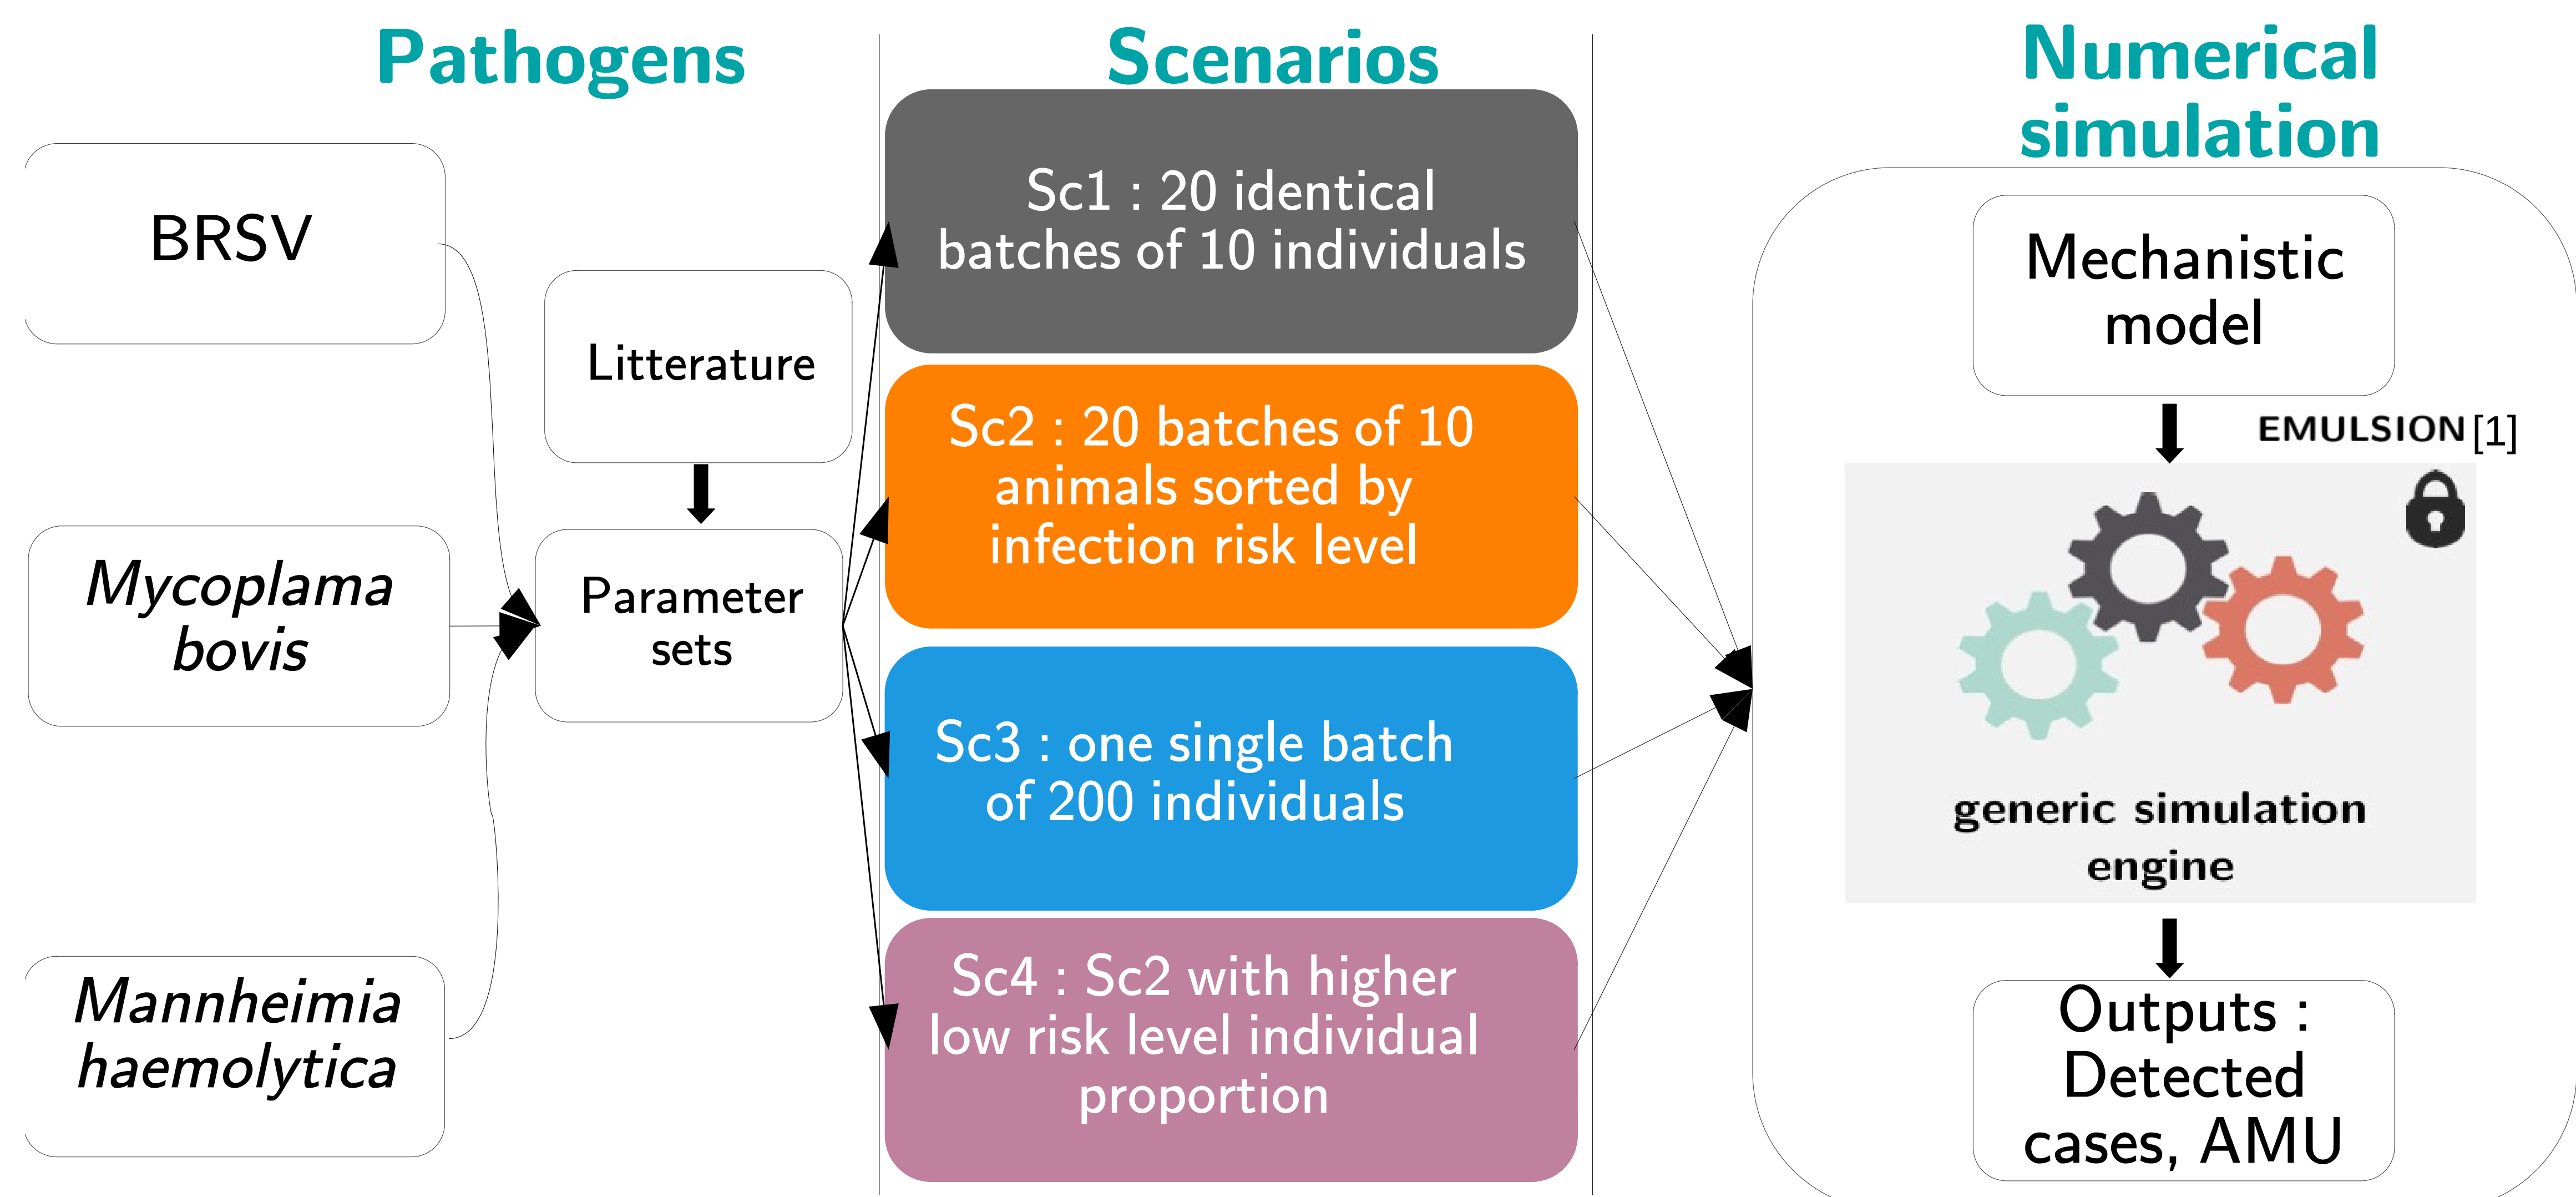 Pathogens
BRSV
Mycoplama
bovis
Mannheimia
haemolytica
Litterature
Parameter
sets
Scenarios
Sc1 : 20 identical
batches of 10 individuals
Sc2 : 20 batches of 10
animals sorted by
infection risk level
Sc3 : one single batch
of 200 individuals
Sc4 : Sc2 with higher
low risk level individual
proportion
Numerical
simulation
Mechanistic
model
EMULSION[1]
generic simulation
engine
Outputs :
Detected
cases, AMU